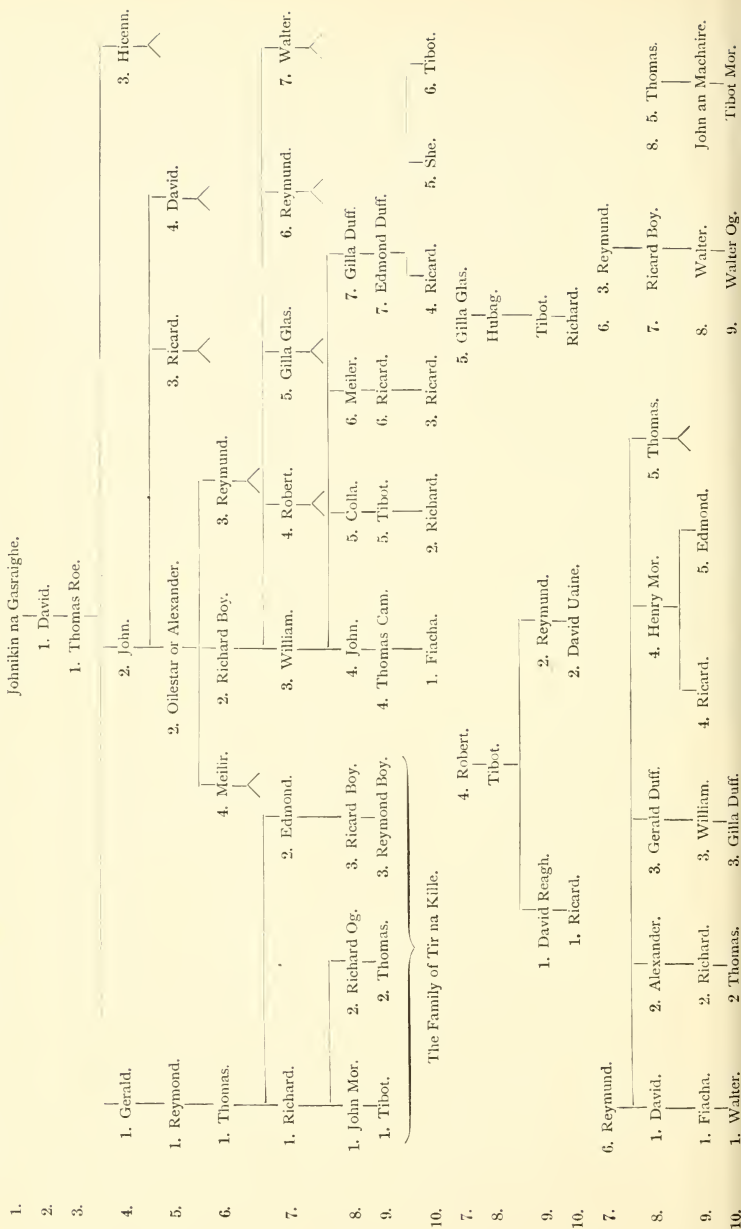 1. Johnikin na Gasraighe.
2. 1. David.
3. 1. Thomas Roe.
4. 1. Gerald. 2. John. 3. Hicenn.
5. 1. Reymond. 2. Oilestar or Alexander. 3. Ricard. 4. David.
6. 1. Thomas. 4. Meilir. 2. Richard Boy. 3. Reymund.
7. 1. Richard. 2. Edmond. 3. William. 4. Robert. 5. Gilla Glas. 6. Reymund. 7. Walter.
8. 1. John Mor. 2. Richard Og. 3. Ricard Boy. 4. John. 5. Colla. 6. Meiler. 7. Gilla Duff.
9. 1. Tibot. 2. Thomas. 3. Reymond Boy. 4. Thomas Cam. 5. Tibot. 6. Ricard. 7. Edmond Duff.
The Family of Tir na Kille.
10. 1. Fiacha. 2. Richard. 3. Ricard. 4. Ricard. 5. She. 6. Tibot.
7. 4. Robert. 5. Gilla Glas.
8. Tibot. Hubag.
9. 1. David Reagh. 2. Reymund. Tibot.
10. 1. Ricard. 2. David Uaine. Richard.
7. 6. Reymund. 6. 3. Reymund.
8. 1. David. 2. Alexander. 3. Gerald Duff. 4. Henry Mor. 5. Thomas. 7. Ricard Boy. 8. 5. Thomas.
9. 1. Fiacha. 2. Richard. 3. William. 4. Ricard. 5. Edmond. 8. Walter. John an Machaire.
10. 1. Walter. 2 Thomas. 3. Gilla Duff. 9. Walter Og. Tibot Mor.